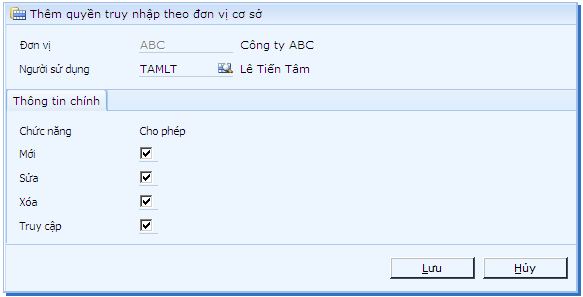 Thêm quyền truy nhập theo đơn vị cơ sở
Đơn vị ABC Công ty ABC
Người sử dụng TAMLT Lê Tiến Tâm
Thông tin chính
Chức năng Cho phép
Mới
Sửa
Xóa
Truy cập
Lưu Hủy